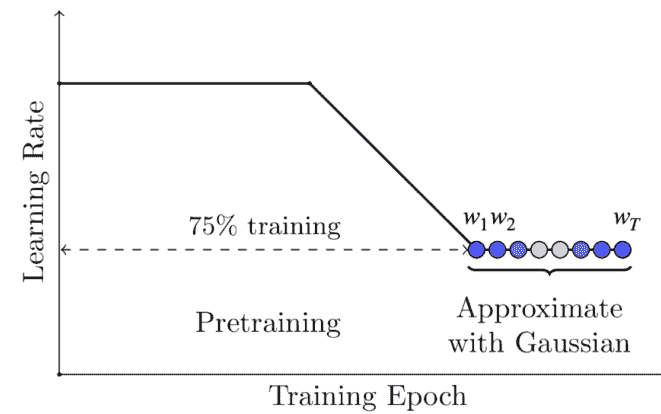 Learning Rate
75% training
w1 w2
wT
Pretraining
Approximate
with Gaussian
Training Epoch